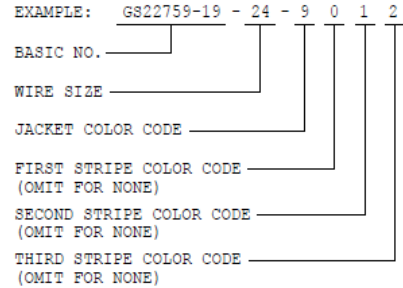 EXAMPLE: GS22759-19 - 24 - 9 0 1 2
BASIC NO.
WIRE SIZE
JACKET COLOR CODE
FIRST STRIPE COLOR CODE
(OMIT FOR NONE)
SECOND STRIPE COLOR CODE
(OMIT FOR NONE)
THIRD STRIPE COLOR CODE
(OMIT FOR NONE)